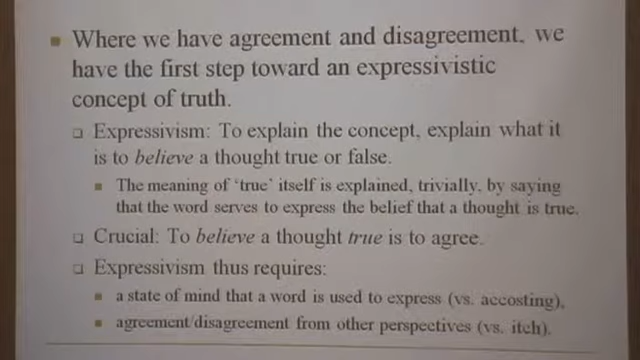 Where we have agreement and disagreement, we
have the first step toward an expressivistic
concept of truth.
Expressivism: To explain the concept, explain what it
is to believe a thought true or false.
The meaning of 'true' itself is explained, trivially, by saying
that the word serves to express the belief that a thought is true.
Crucial: To believe a thought true is to agree.
Expressivism thus requires:
a state of mind that a word is used to express (vs. accosting),
agreement/disagreement from other perspectives (vs. itch).